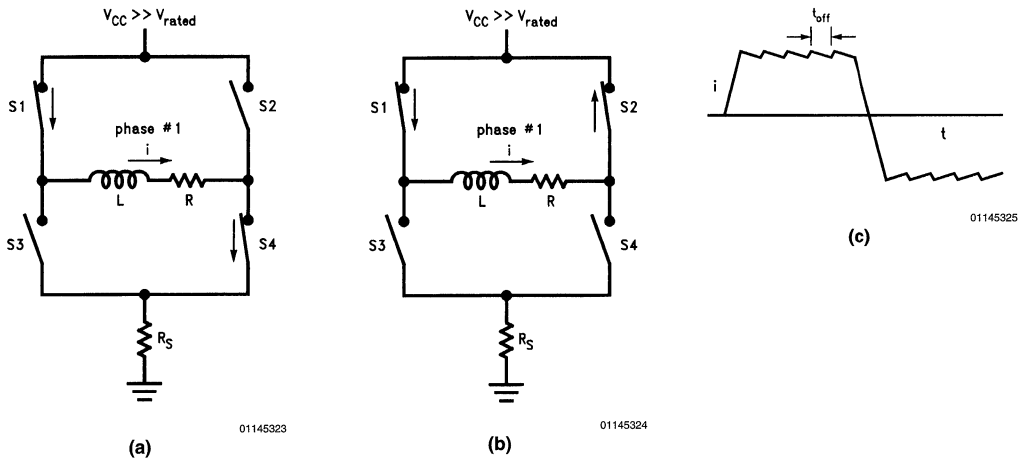 VCC >> Vrated
S1
S2
phase #1
i
L
R
S3
S4
RS
01145323
(a)
VCC >> Vrated
S1
S2
phase #1
i
L
R
S3
S4
RS
01145324
(b)
toff
i
t
01145325
(c)